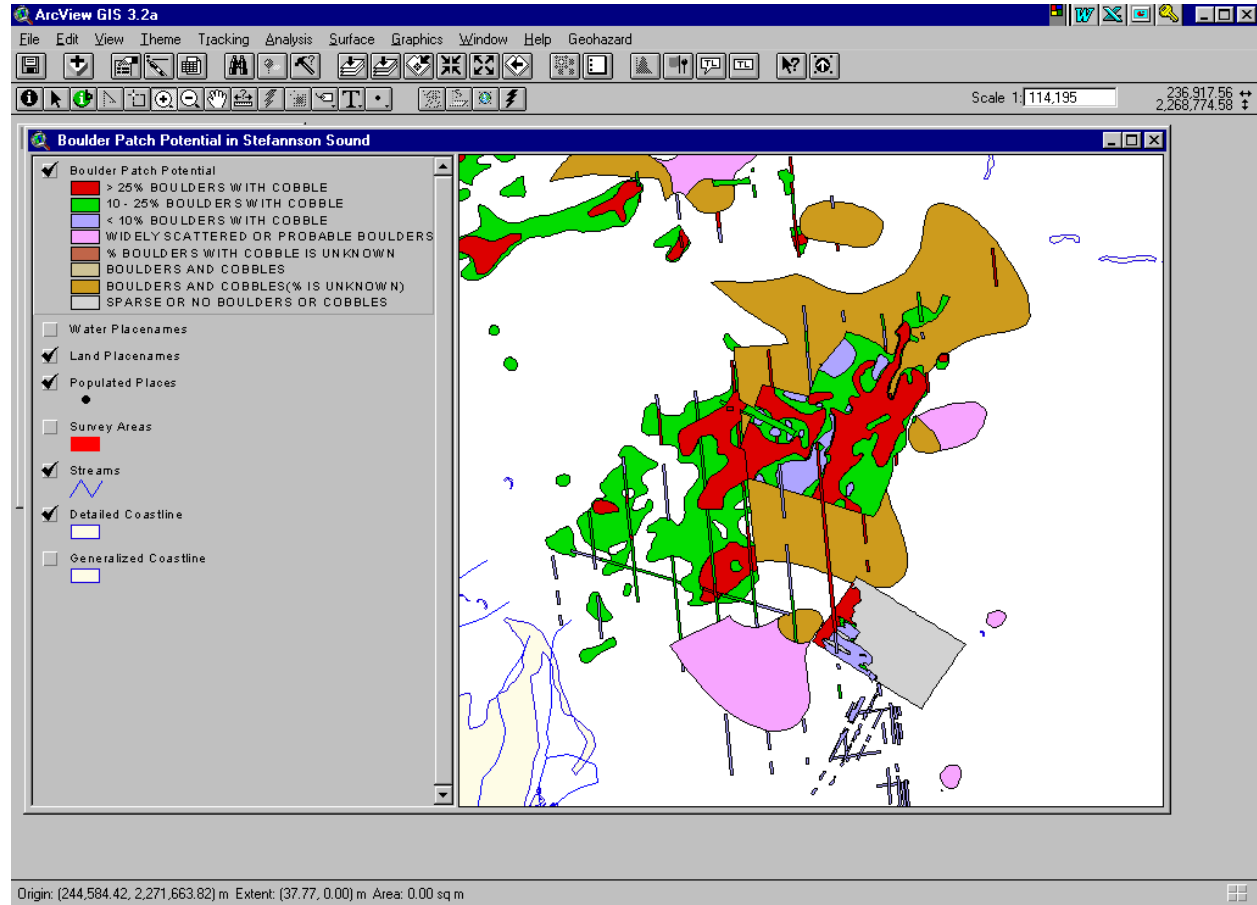 ArcView GIS 3.2a
File Edit View Theme Tracking Analysis Surface Graphics Window Help Geohazard
TL TL
T
Scale 1: 114,195
236,917.56
2,268,774.58
Boulder Patch Potential in Stefannson Sound
Boulder Patch Potential
> 25% BOULDERS WITH COBBLE
10 - 25% BOULDERS WITH COBBLE
< 10% BOULDERS WITH COBBLE
WIDELY SCATTERED OR PROBABLE BOULDERS
% BOULDERS WITH COBBLE IS UNKNOWN
BOULDERS AND COBBLES
BOULDERS AND COBBLES(% IS UNKNOWN)
SPARSE OR NO BOULDERS OR COBBLES
Water Placenames
Land Placenames
Populated Places
Survey Areas
Streams
Detailed Coastline
Generalized Coastline
Origin: (244,584.42, 2,271,663.82) m Extent: (37.77, 0.00) m Area: 0.00 sq m